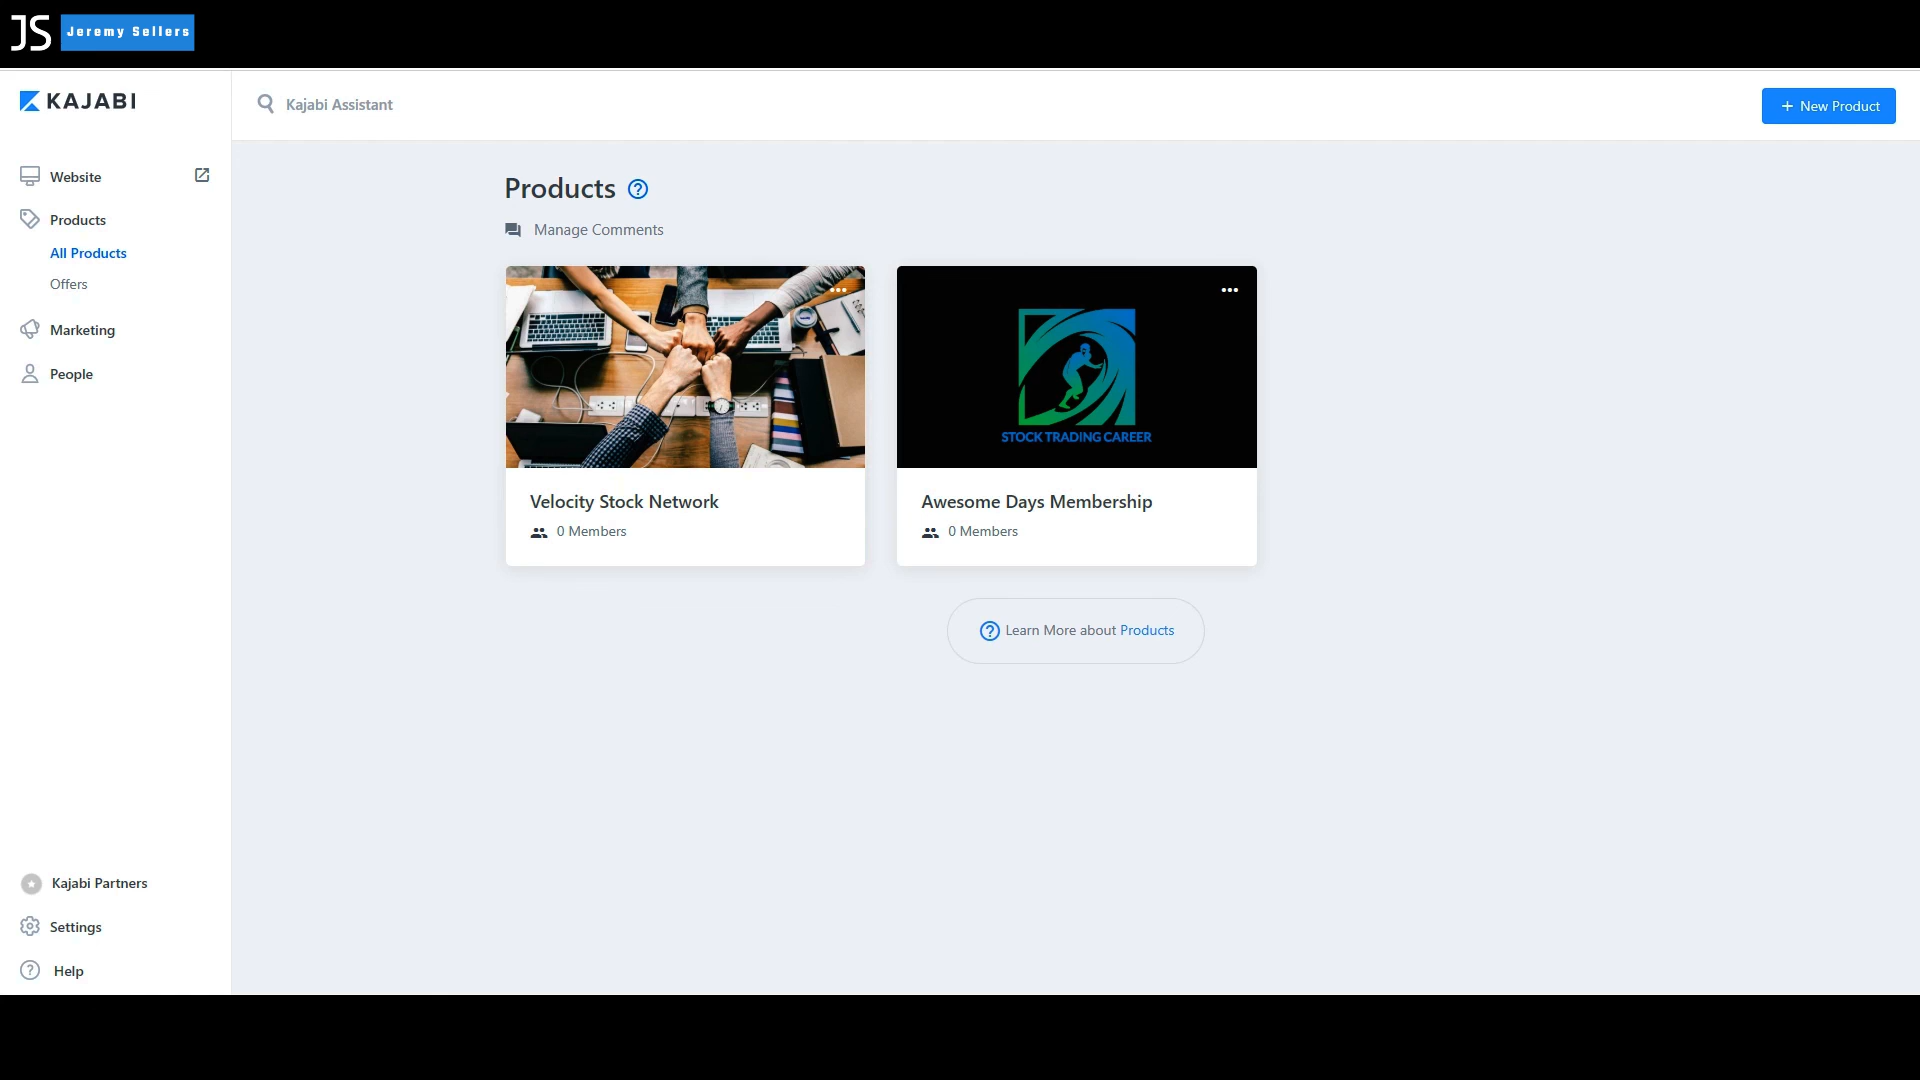 JS Jeremy Sellers
KAJABI
Kajabi Assistant
+ New Product
Website
Products
All Products
Offers
Marketing
People
Products ?
Manage Comments
STOCK TRADING CAREER
Velocity Stock Network
0 Members
Awesome Days Membership
0 Members
? Learn More about Products
Kajabi Partners
Settings
? Help